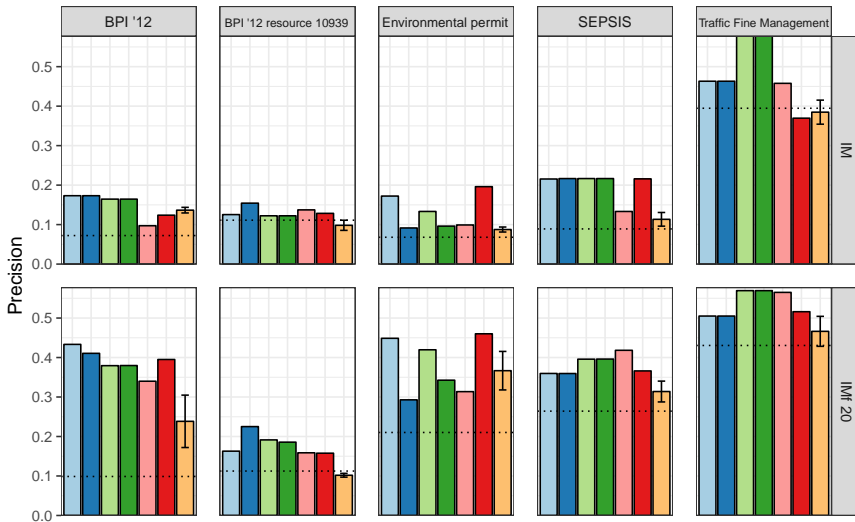 BPI '12
BPI '12 resource 10939
Environmental permit
SEPSIS
Traffic Fine Management
0.5
0.4
0.3
0.2
0.1
0.0
IM
Precision
0.5
0.4
0.3
0.2
0.1
0.0
IMf 20